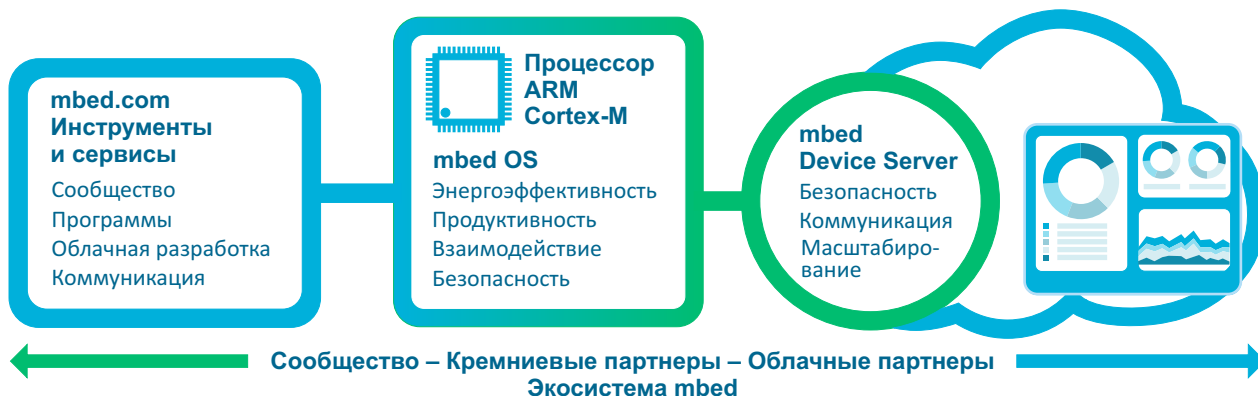 mbed.com
Инструменты
и сервисы
Сообщество
Программы
Облачная разработка
Коммуникация
Процессор
ARM
Cortex-M
mbed OS
Энергоэффективность
Продуктивность
Взаимодействие
Безопасность
mbed
Device Server
Безопасность
Коммуникация
Масштабиро-
вание
Сообщество – Кремниевые партнеры – Облачные партнеры
Экосистема mbed